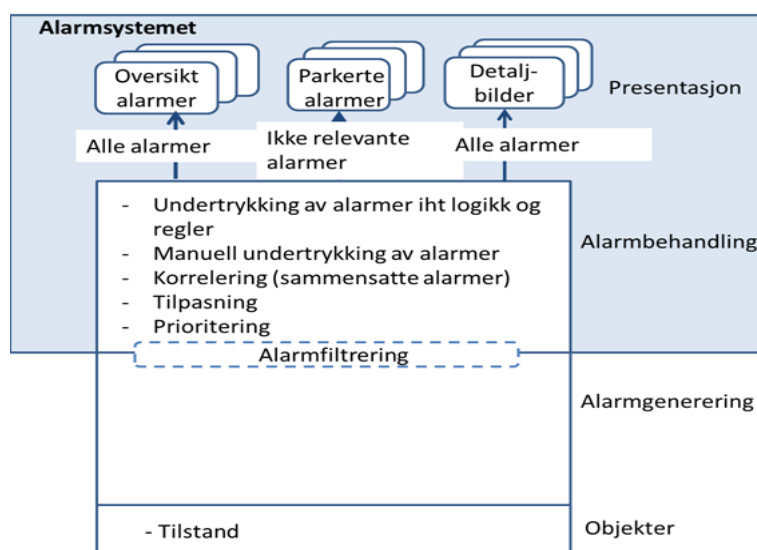 Alarmsystemet
Oversikt
alarmer
Parkerte
alarmer
Detalj-
bilder
Presentasjon
Alle alarmer
Ikke relevante
alarmer
Alle alarmer
- Undertrykking av alarmer iht logikk og
regler
- Manuell undertrykking av alarmer
- Korrelering (sammensatte alarmer)
- Tilpasning
- Prioritering
Alarmbehandling
Alarmfiltrering
Alarmgenerering
- Tilstand
Objekter